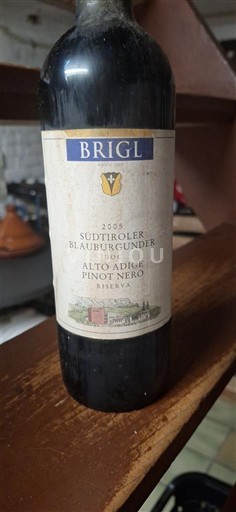 BRIGL
2005
SÜDTIROLER
BLAUBURGUNDER
DOC
ALTO ADIGE
PINOT NERO
RISERVA